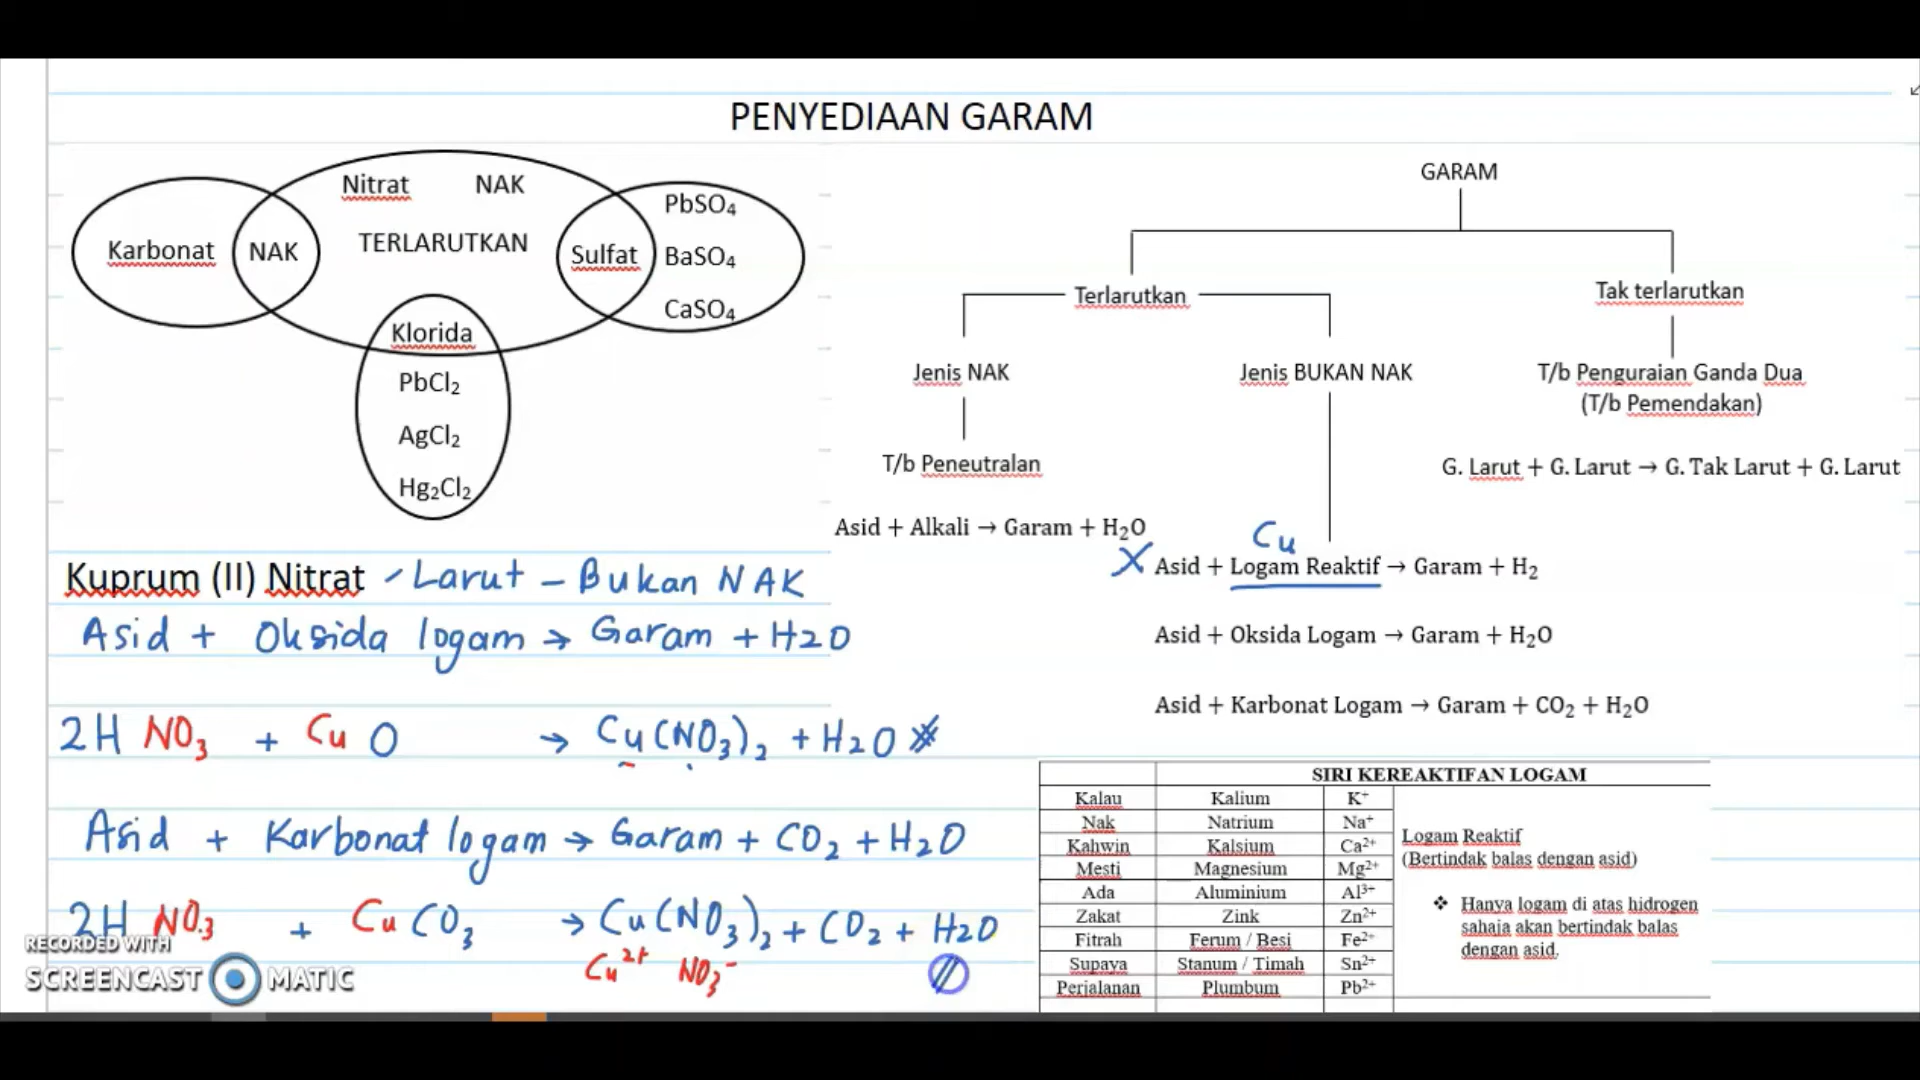 PENYEDIAAN GARAM
Karbonat
NAK
Nitrat NAK
TERLARUTKAN
Sulfat
PbSO₄
BaSO₄
CaSO₄
Klorida
PbCl₂
AgCl₂
Hg₂Cl₂
GARAM
Terlarutkan
Tak terlarutkan
Jenis NAK
Jenis BUKAN NAK
T/b Penguraian Ganda Dua
(T/b Pemendakan)
T/b Peneutralan
G. Larut + G. Larut → G. Tak Larut + G. Larut
Asid + Alkali → Garam + H₂O
Cu
X Asid + Logam Reaktif → Garam + H₂
Asid + Oksida Logam → Garam + H₂O
Asid + Karbonat Logam → Garam + CO₂ + H₂O
Kuprum (II) Nitrat - Larut - Bukan NAK
Asid + Oksida logam → Garam + H2O
2H NO₃ + Cu O → Cu(NO₃)₂ + H₂O
Asid + Karbonat logam → Garam + CO₂ + H₂O
2H NO₃ + Cu CO₃ → Cu(NO₃)₂ + CO₂ + H₂O
Cu²⁺ NO₃⁻
SIRI KEREAKTIFAN LOGAM
Kalau Kalium K⁺
Nak Natrium Na⁺
Kahwin Kalsium Ca²⁺
Mesti Magnesium Mg²⁺
Ada Aluminium Al³⁺
Zakat Zink Zn²⁺
Fitrah Ferum / Besi Fe²⁺
Supaya Stanum / Timah Sn²⁺
Perjalanan Plumbum Pb²⁺
Logam Reaktif
(Bertindak balas dengan asid)
❖ Hanya logam di atas hidrogen
sahaja akan bertindak balas
dengan asid.
RECORDED WITH
SCREENCAST MATIC